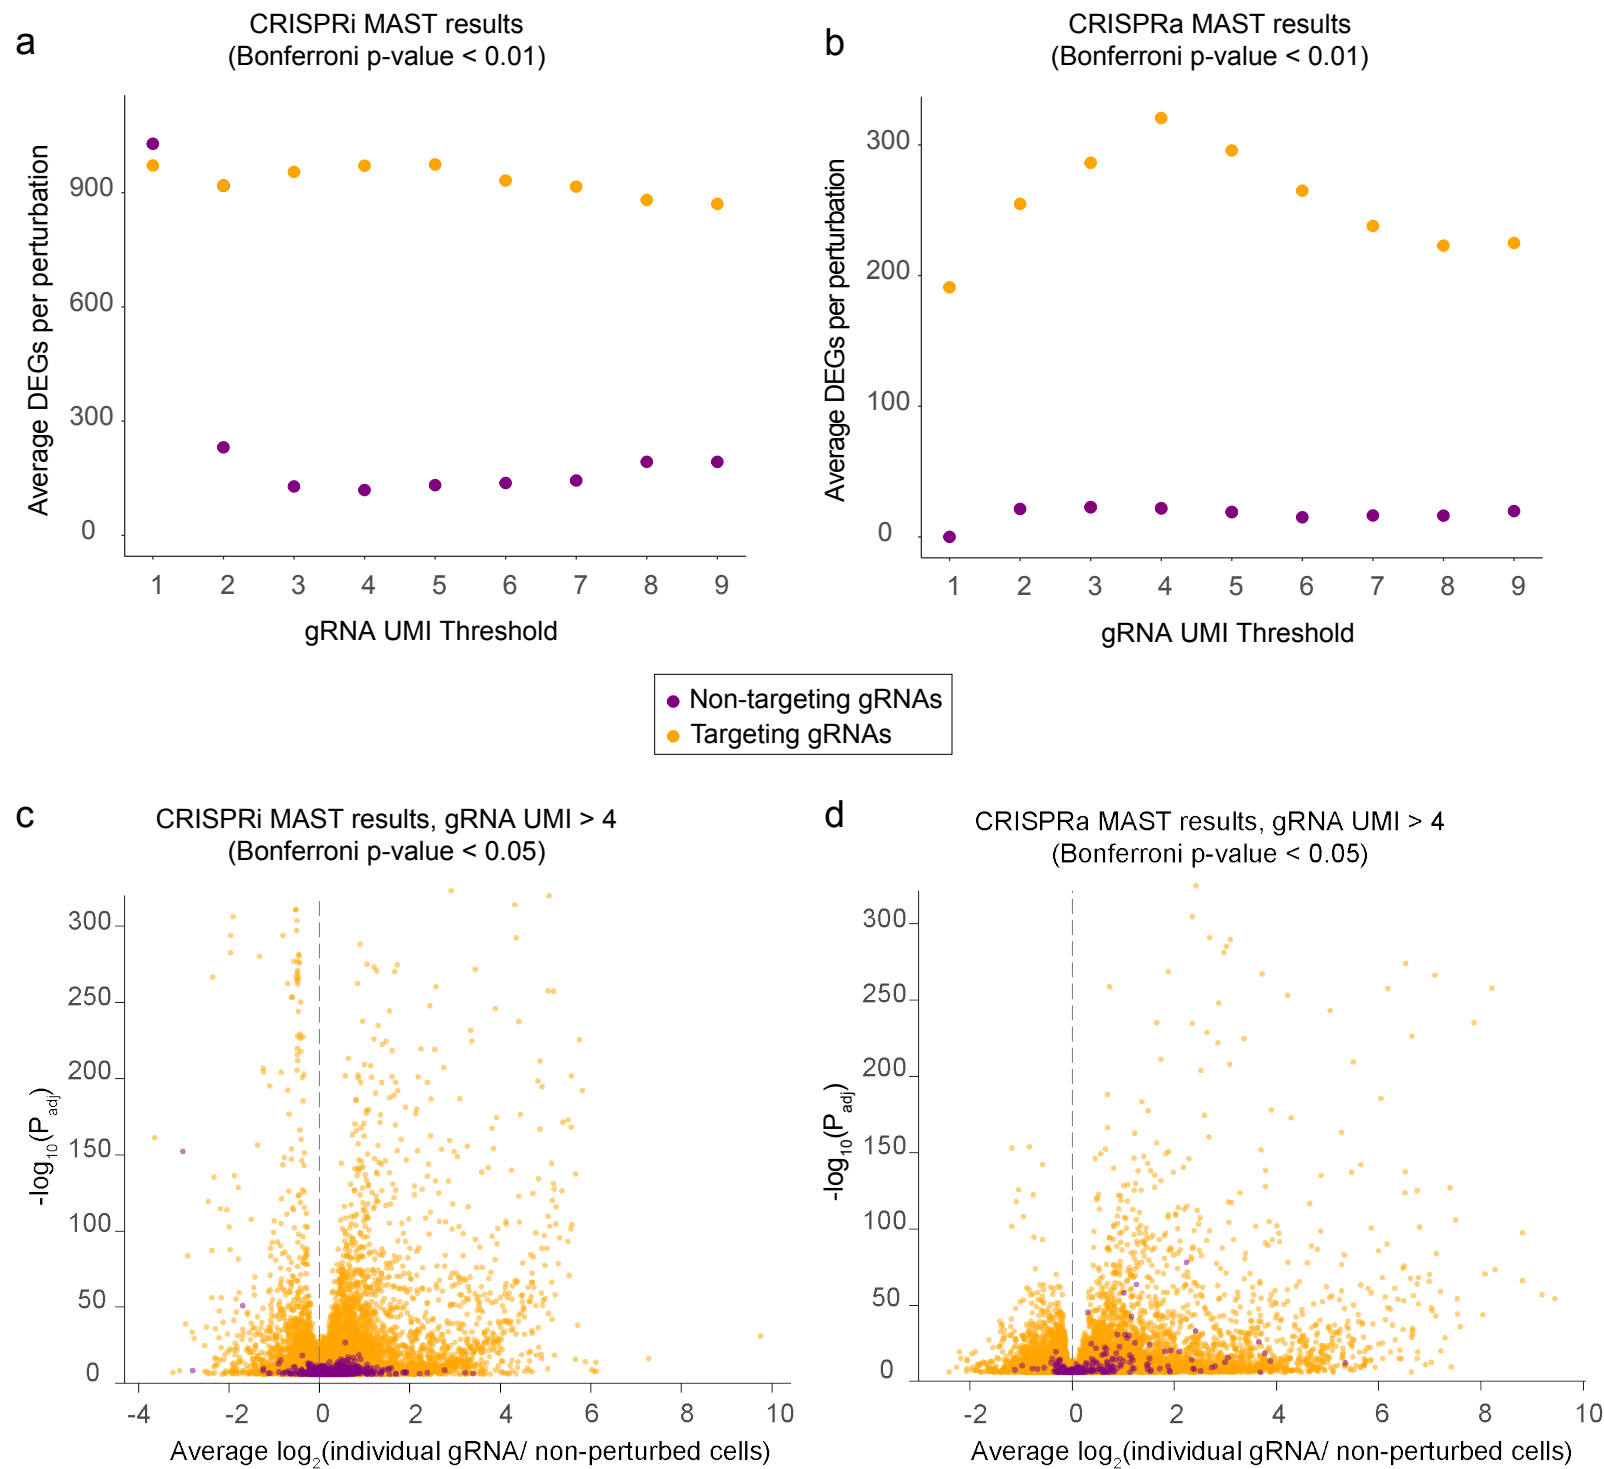 a
CRISPRi MAST results
(Bonferroni p-value < 0.01)
Average DEGs per perturbation
900
600
300
0
1 2 3 4 5 6 7 8 9
gRNA UMI Threshold
b
CRISPRa MAST results
(Bonferroni p-value < 0.01)
Average DEGs per perturbation
300
200
100
0
1 2 3 4 5 6 7 8 9
gRNA UMI Threshold
Non-targeting gRNAs
Targeting gRNAs
c
CRISPRi MAST results, gRNA UMI > 4
(Bonferroni p-value < 0.05)
-log10(Padj)
300
250
200
150
100
50
0
-4 -2 0 2 4 6 8 10
Average log2(individual gRNA/ non-perturbed cells)
d
CRISPRa MAST results, gRNA UMI > 4
(Bonferroni p-value < 0.05)
-log10(Padj)
300
250
200
150
100
50
0
-2 0 2 4 6 8 10
Average log2(individual gRNA/ non-perturbed cells)